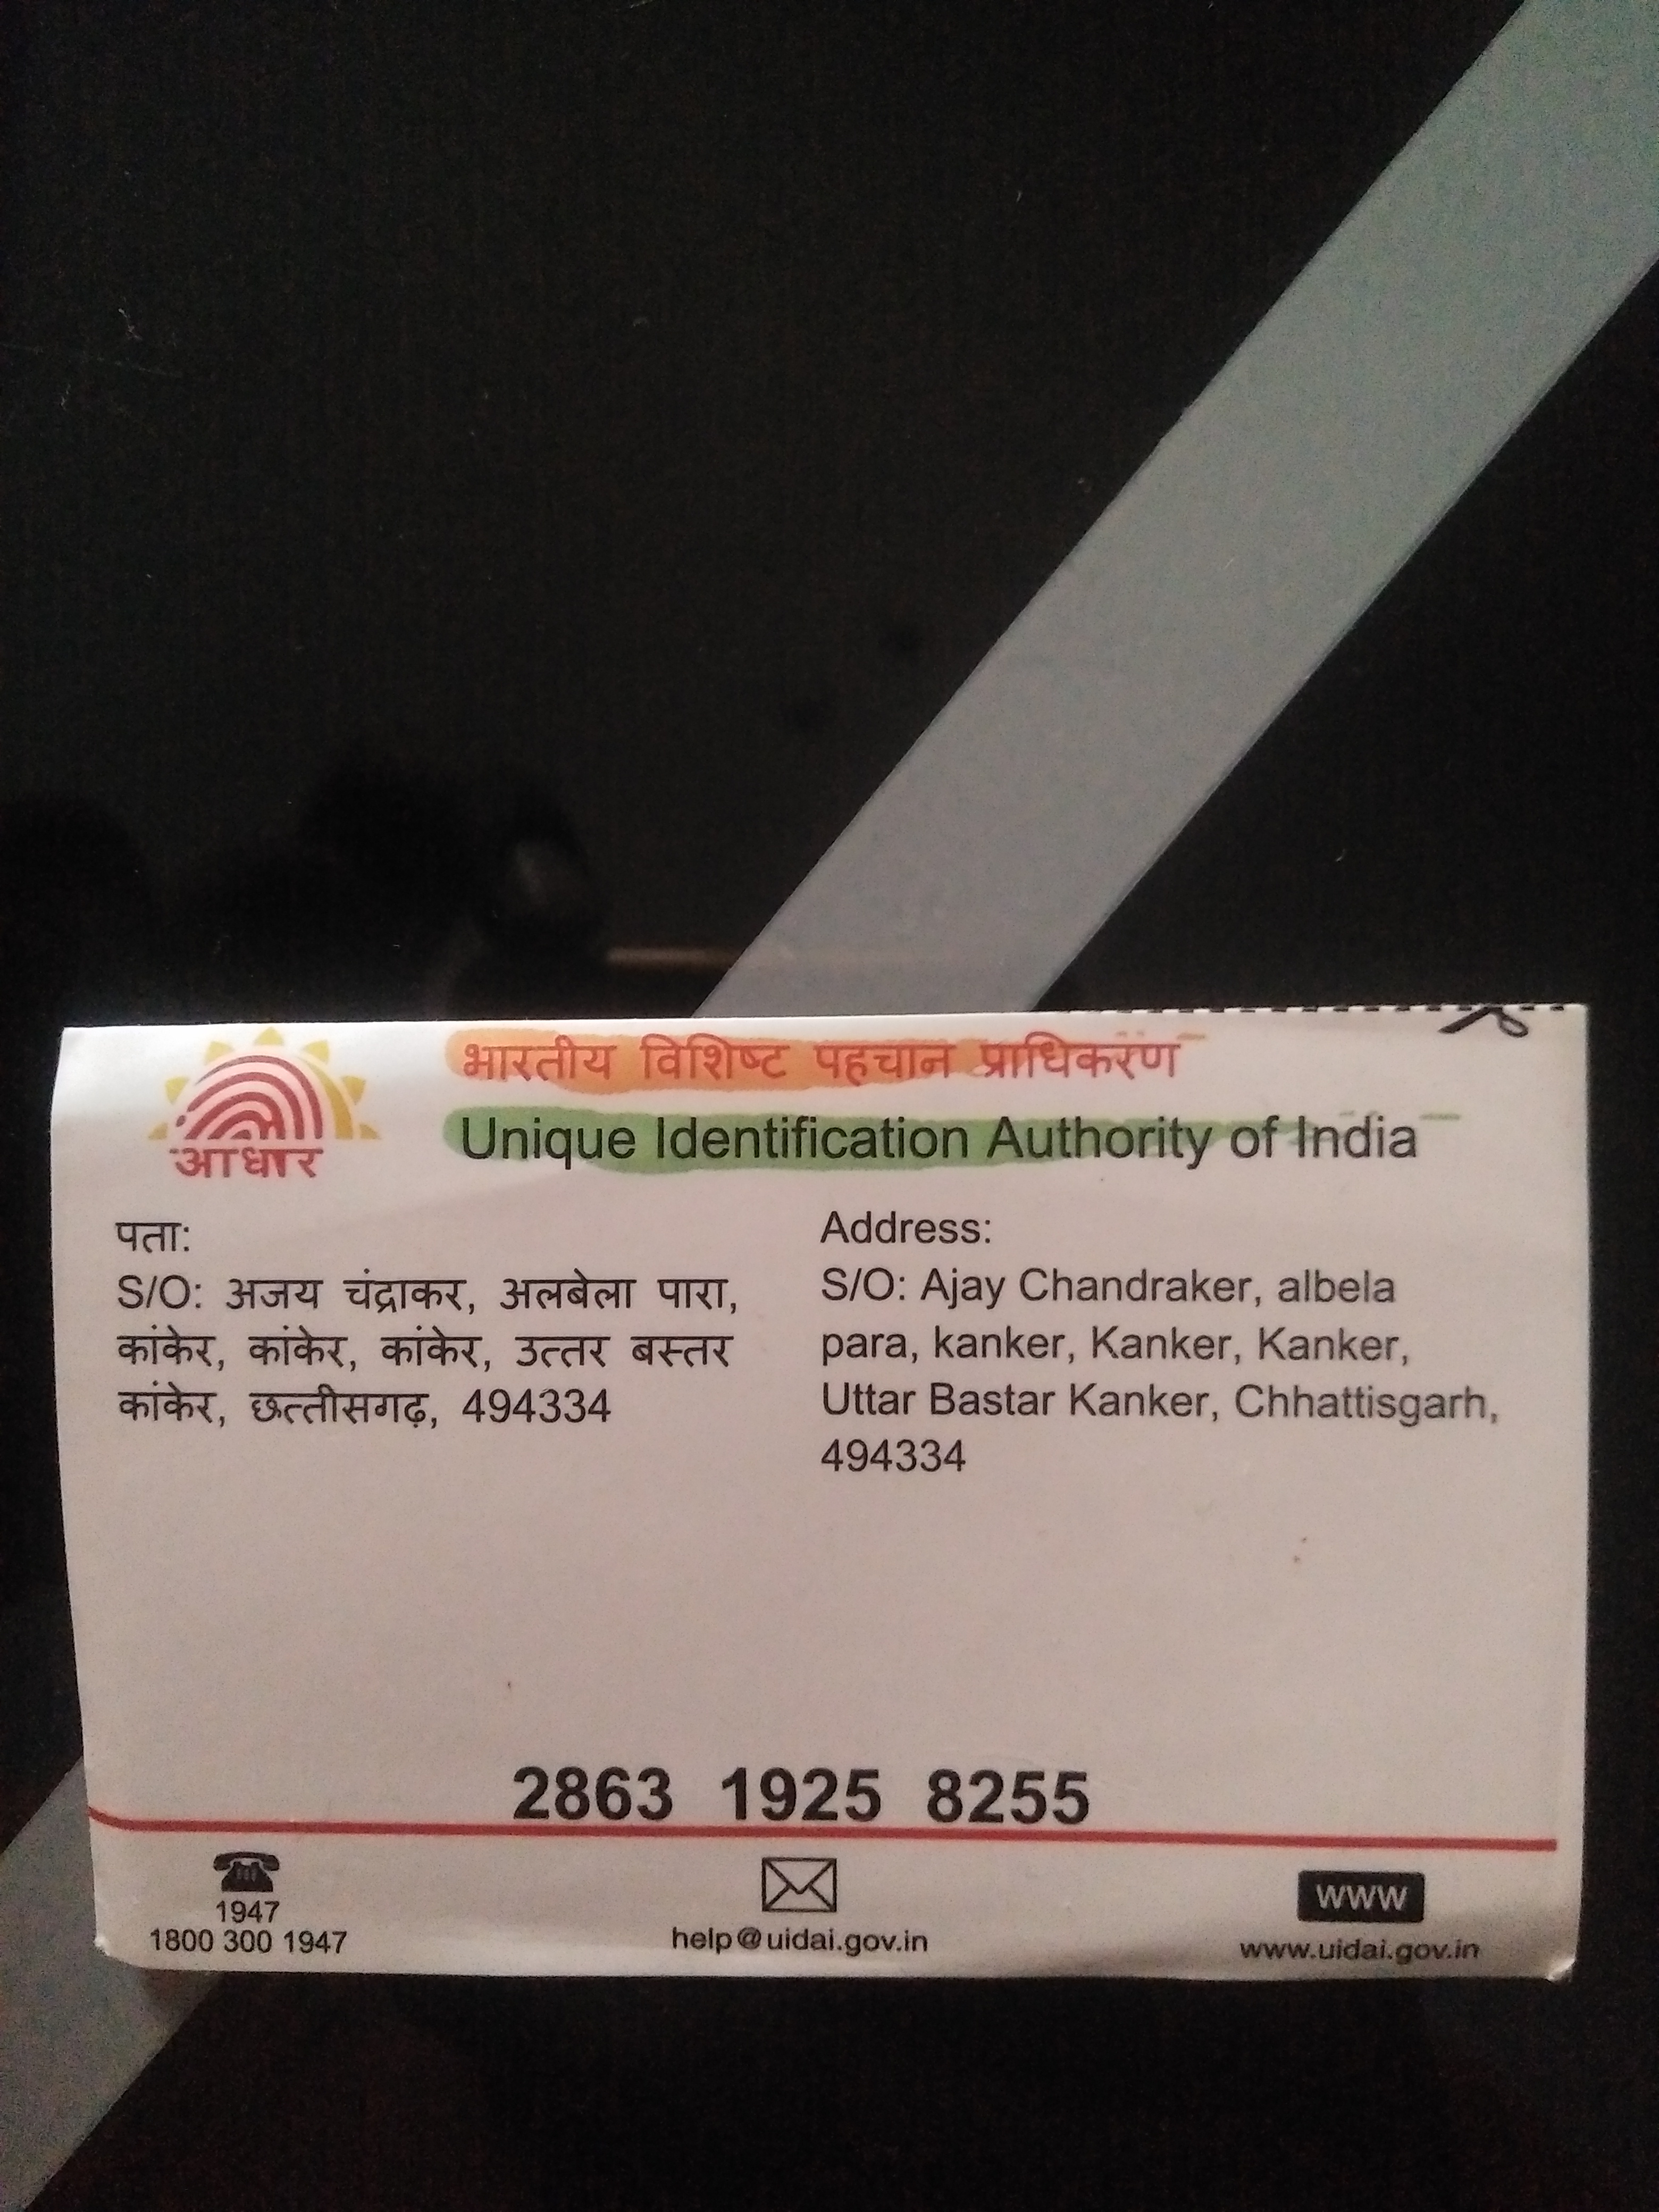 आधार
भारतीय विशिष्ट पहचान प्राधिकरण
Unique Identification Authority of India
पता:
S/O: अजय चंद्राकर, अलबेला पारा,
कांकेर, कांकेर, कांकेर, उत्तर बस्तर
कांकेर, छत्तीसगढ़, 494334
Address:
S/O: Ajay Chandraker, albela
para, kanker, Kanker, Kanker,
Uttar Bastar Kanker, Chhattisgarh,
494334
2863 1925 8255
1947
1800 300 1947
help@uidai.gov.in
www
www.uidai.gov.in